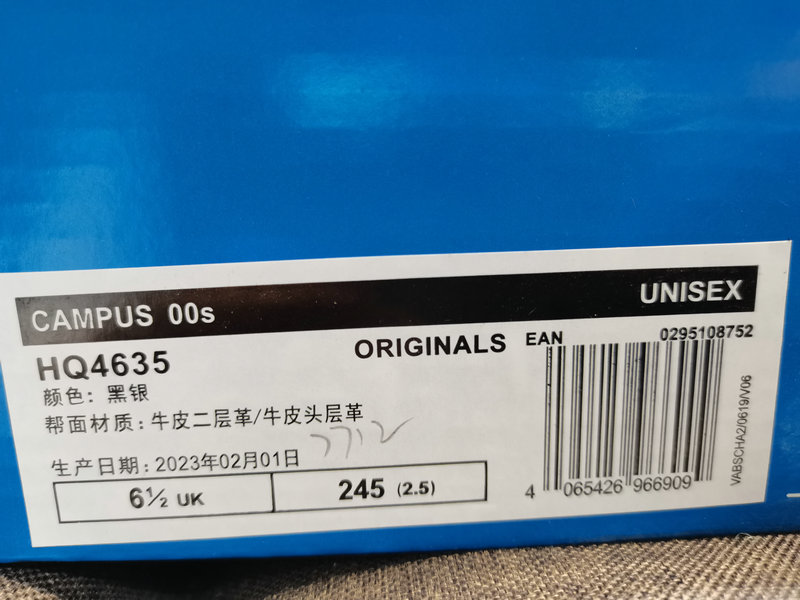 CAMPUS 00s
UNISEX
HQ4635
ORIGINALS
EAN
0295108752
颜色: 黑银
帮面材质: 牛皮二层革/牛皮头层革
7712
生产日期: 2023年02月01日
6½ UK
245 (2.5)
4 065426 966909
VABSCHA2/0619/V06